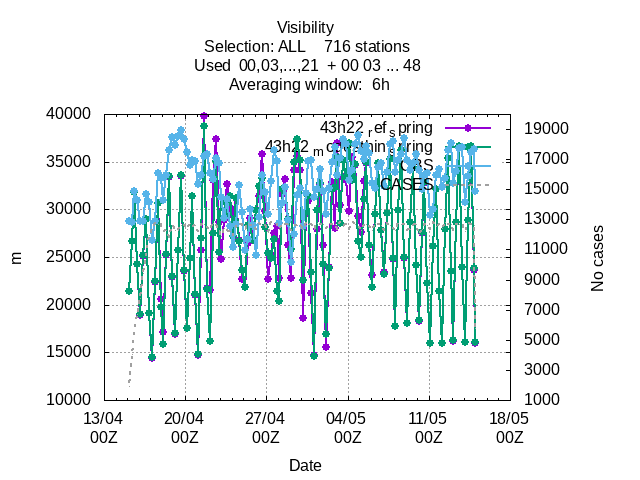 Visibility
Selection: ALL 716 stations
Used 00,03,...,21 + 00 03 ... 48
Averaging window: 6h
40000
35000
30000
25000
20000
15000
10000
m
19000
17000
15000
13000
11000
9000
7000
5000
3000
1000
No cases
43h22_ref_spring
OBS
CASES
13/04 20/04 27/04 04/05 11/05 18/05
00Z 00Z 00Z 00Z 00Z 00Z
Date